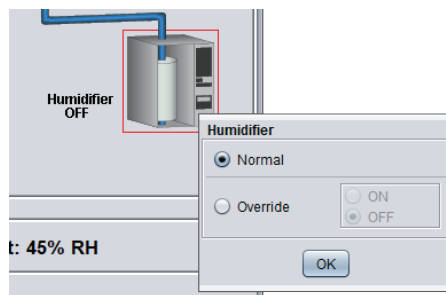 Humidifier
OFF
Humidifier
Normal
Override
ON
OFF
OK
t: 45% RH